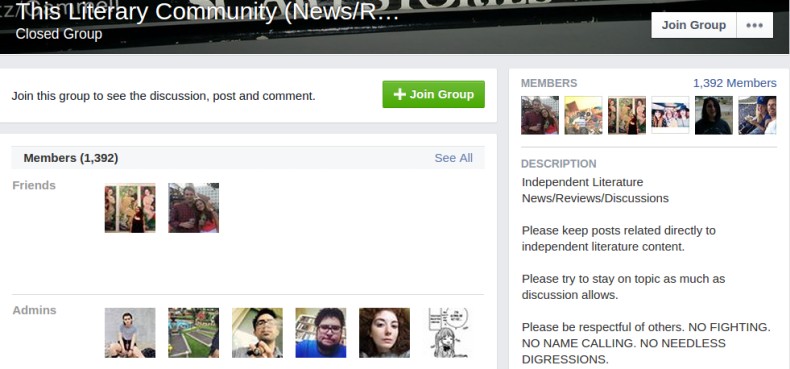 This Literary Community (News/R...
Closed Group
Join Group
Join this group to see the discussion, post and comment.
Join Group
Members (1,392)
See All
Friends
Admins
MEMBERS
1,392 Members
DESCRIPTION
Independent Literature
News/Reviews/Discussions
Please keep posts related directly to
independent literature content.
Please try to stay on topic as much as
discussion allows.
Please be respectful of others. NO FIGHTING.
NO NAME CALLING. NO NEEDLESS
DIGRESSIONS.